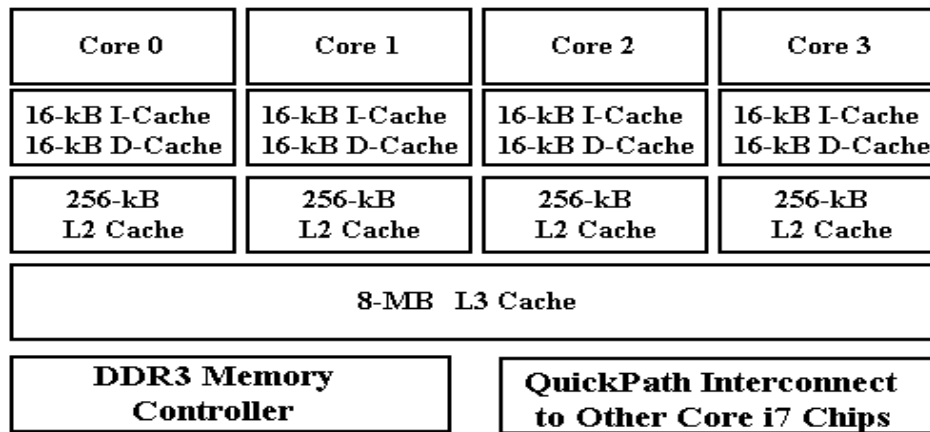 Core 0
Core 1
Core 2
Core 3
16-kB I-Cache
16-kB D-Cache
16-kB I-Cache
16-kB D-Cache
16-kB I-Cache
16-kB D-Cache
16-kB I-Cache
16-kB D-Cache
256-kB
L2 Cache
256-kB
L2 Cache
256-kB
L2 Cache
256-kB
L2 Cache
8-MB L3 Cache
DDR3 Memory
Controller
QuickPath Interconnect
to Other Core i7 Chips